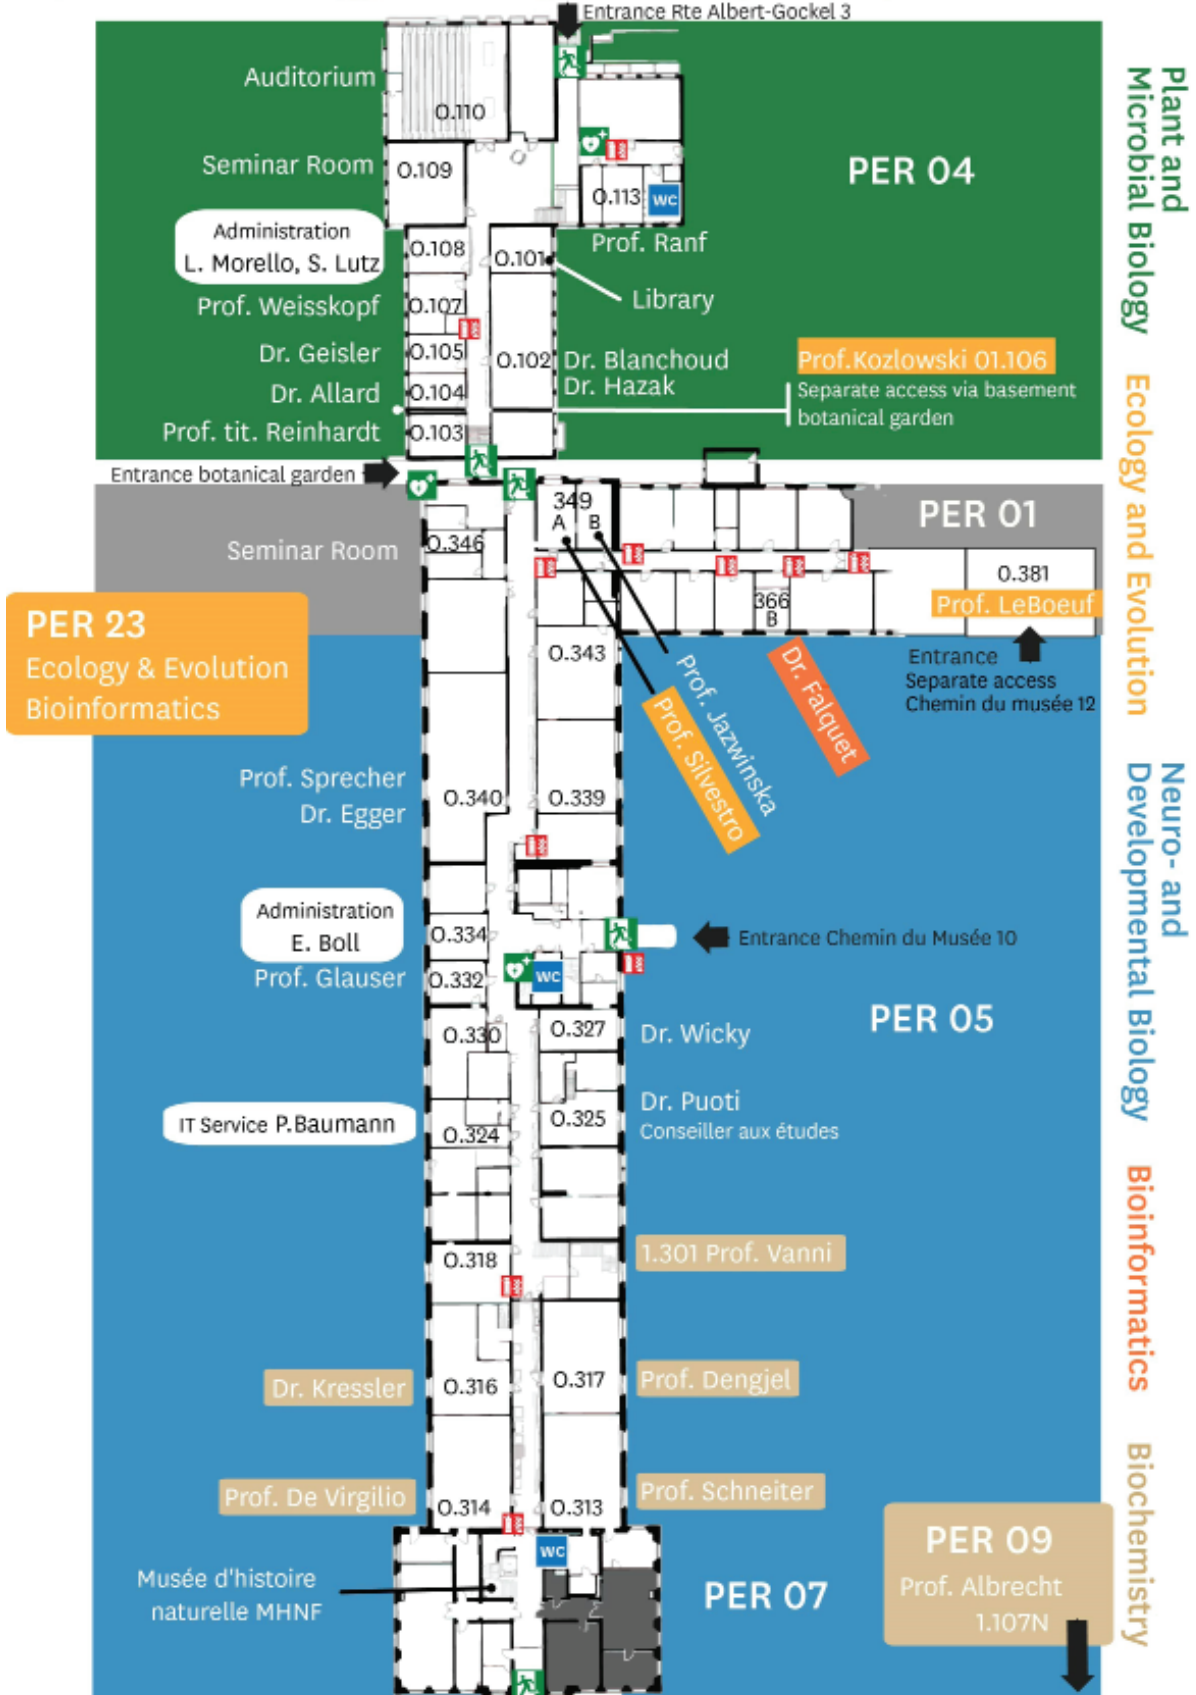 Entrance Rte Albert-Gockel 3
Auditorium
0.110
Seminar Room
0.109
PER 04
0.113
WC
Administration
L. Morello, S. Lutz
0.108
0.101
Prof. Ranf
Library
Prof. Weisskopf
0.107
Dr. Geisler
0.105
0.102
Dr. Blanchoud
Dr. Hazak
Prof.Kozlowski 01.106
Separate access via basement
botanical garden
Dr. Allard
0.104
Prof. tit. Reinhardt
0.103
Entrance botanical garden
349
A
B
PER 01
Seminar Room
0.346
0.381
Prof. LeBoeuf
366
B
PER 23
Ecology & Evolution
Bioinformatics
0.343
Prof. Jazwinska
Prof. Silvestro
Dr. Falquet
Entrance
Separate access
Chemin du musée 12
Prof. Sprecher
Dr. Egger
0.340
0.339
Administration
E. Boll
0.334
Entrance Chemin du Musée 10
Prof. Glauser
0.332
WC
PER 05
0.330
0.327
Dr. Wicky
IT Service P.Baumann
0.324
0.325
Dr. Puoti
Conseiller aux études
0.318
1.301 Prof. Vanni
Dr. Kressler
0.316
0.317
Prof. Dengjel
Prof. De Virgilio
0.314
0.313
Prof. Schneiter
WC
Musée d'histoire
naturelle MHNF
PER 07
PER 09
Prof. Albrecht
1.107N
Plant and
Microbial Biology
Ecology and Evolution
Neuro- and
Developmental Biology
Bioinformatics
Biochemistry